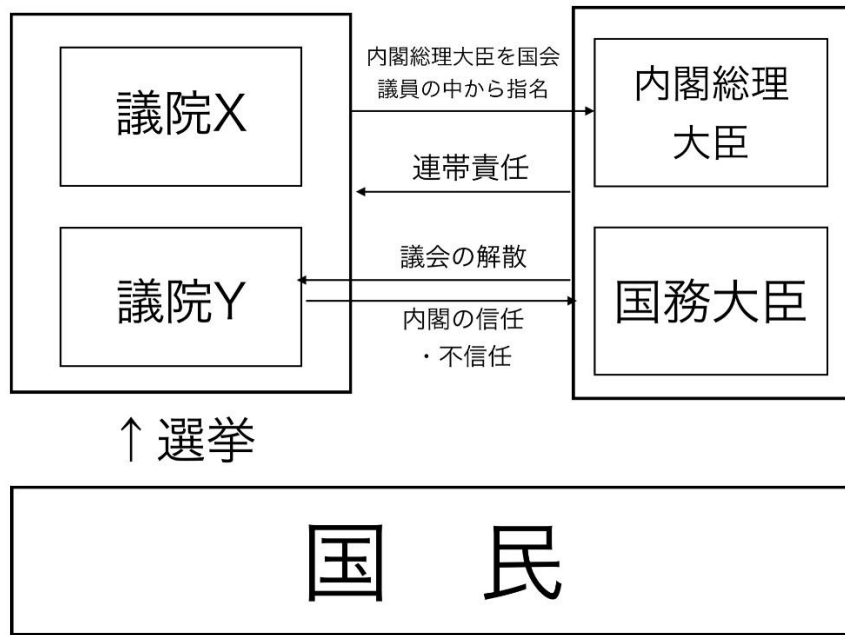 議院X
内閣総理大臣を国会
議員の中から指名
内閣総理
大臣
連帯責任
議院Y
議会の解散
内閣の信任
・不信任
国務大臣
↑選挙
国 民